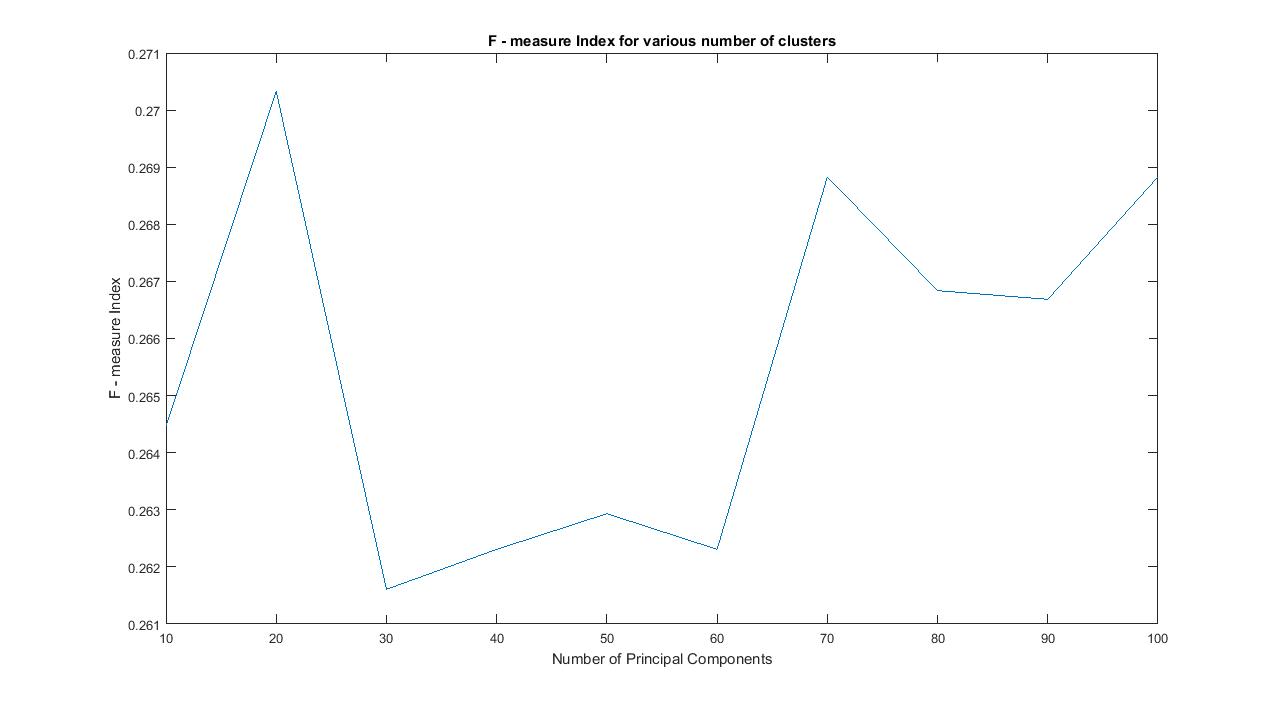 F - measure Index for various number of clusters
0.271
0.27
0.269
0.268
0.267
0.266
0.265
0.264
0.263
0.262
0.261
F - measure Index
10 20 30 40 50 60 70 80 90 100
Number of Principal Components